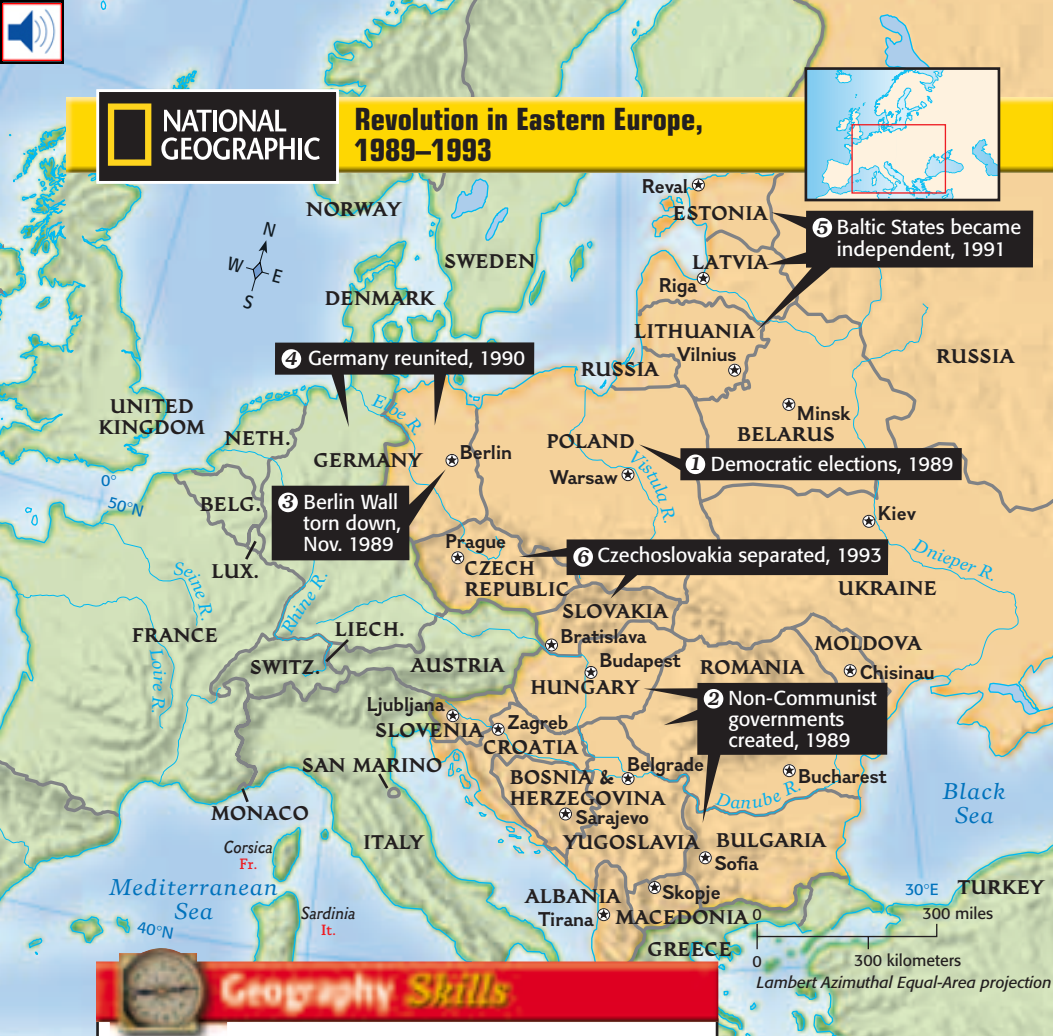 NATIONAL
GEOGRAPHIC
Revolution in Eastern Europe,
1989–1993
NORWAY
SWEDEN
DENMARK
N
W
E
S
Reval
ESTONIA
❺ Baltic States became
independent, 1991
LATVIA
Riga
LITHUANIA
Vilnius
RUSSIA
RUSSIA
❹ Germany reunited, 1990
UNITED
KINGDOM
NETH.
Elbe R.
GERMANY
Berlin
POLAND
Warsaw
Vistula R.
Minsk
BELARUS
❶ Democratic elections, 1989
0°
50°N
BELG.
❸ Berlin Wall
torn down,
Nov. 1989
LUX.
Kiev
Dnieper R.
UKRAINE
Prague
CZECH
REPUBLIC
❻ Czechoslovakia separated, 1993
SLOVAKIA
Bratislava
Seine R.
Rhine R.
FRANCE
Loire R.
LIECH.
SWITZ.
AUSTRIA
Budapest
HUNGARY
ROMANIA
MOLDOVA
Chisinau
❷ Non-Communist
governments
created, 1989
Ljubljana
SLOVENIA
Zagreb
CROATIA
SAN MARINO
BOSNIA &
HERZEGOVINA
Belgrade
Sarajevo
YUGOSLAVIA
Bucharest
Danube R.
BULGARIA
Sofia
Black
Sea
MONACO
ITALY
Corsica
Fr.
Mediterranean
Sea
40°N
Sardinia
It.
ALBANIA
Tirana
Skopje
MACEDONIA
GREECE
30°E
TURKEY
0
300 miles
0
300 kilometers
Lambert Azimuthal Equal-Area projection
Geography Skills